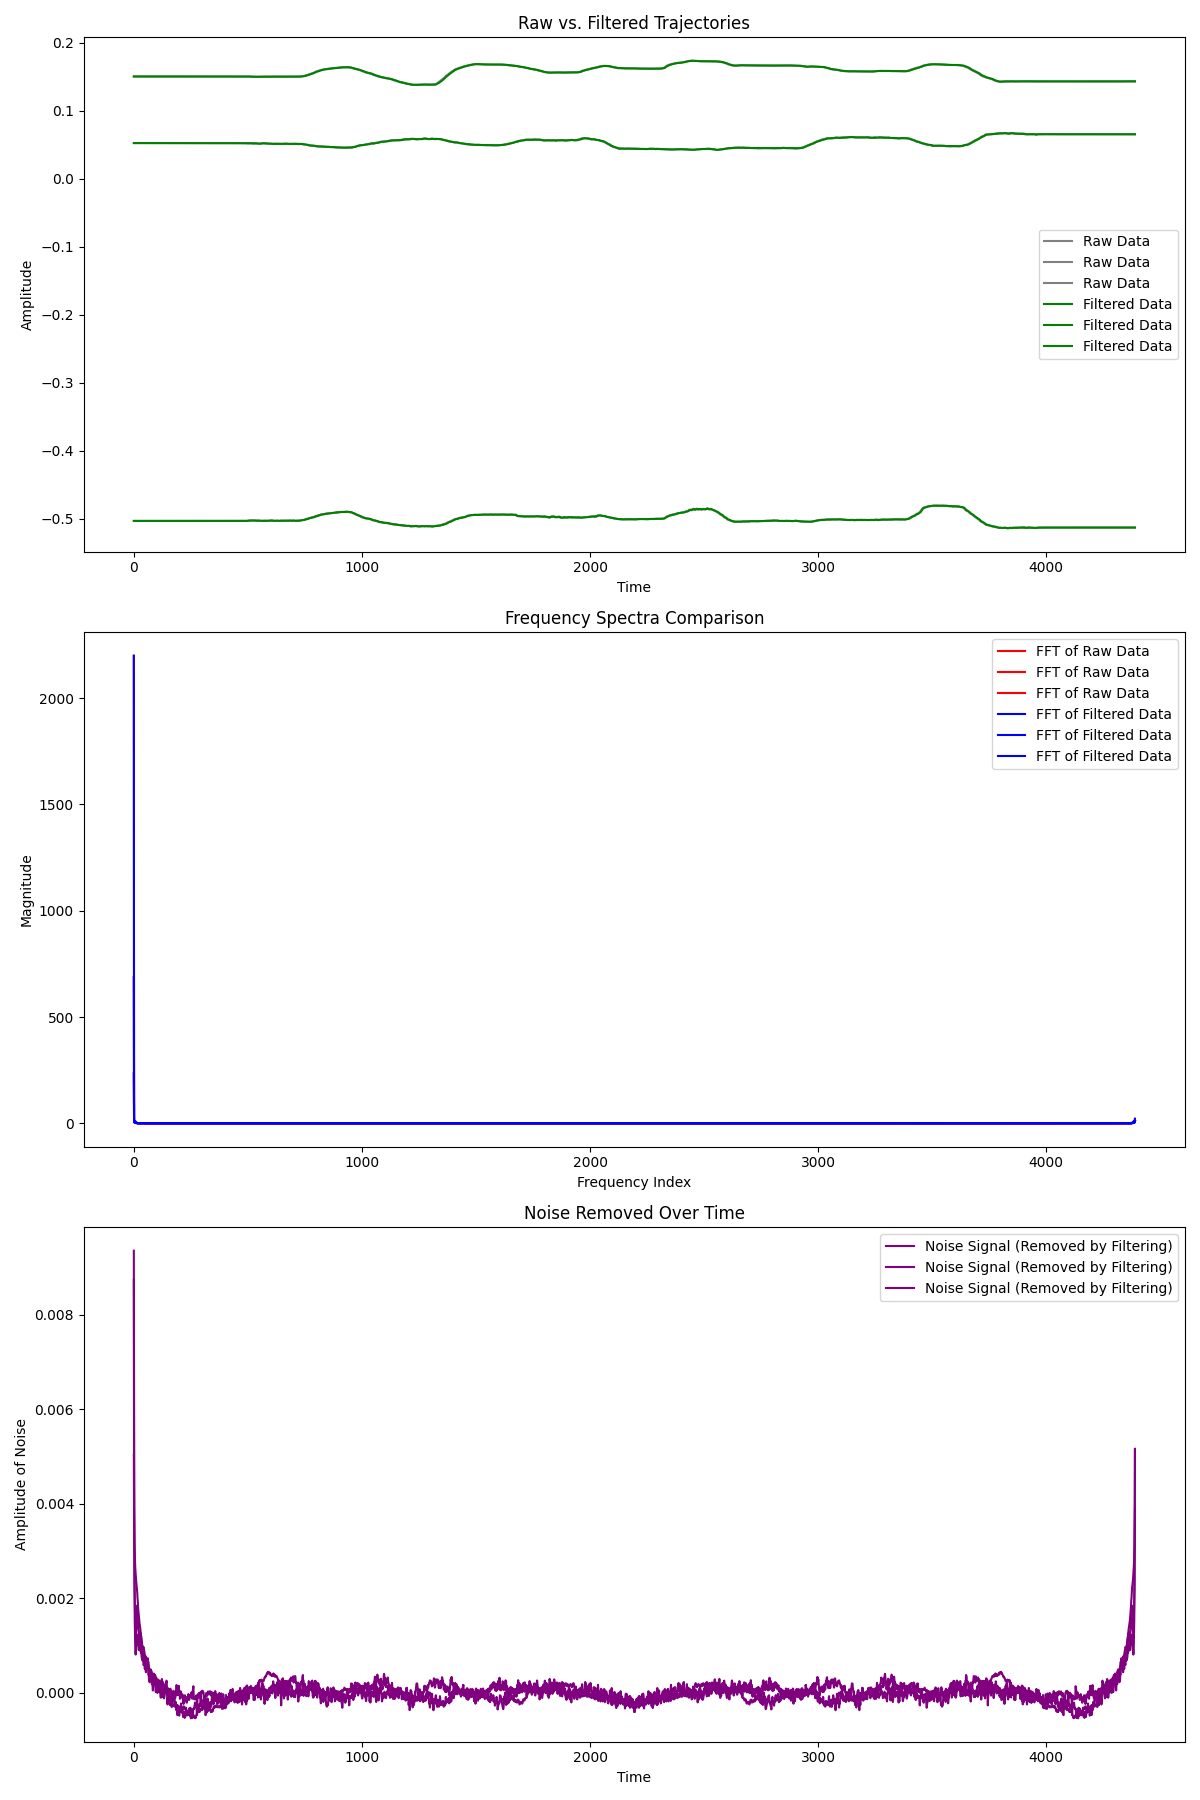 Raw vs. Filtered Trajectories
0.2
0.1
0.0
−0.1
−0.2
−0.3
−0.4
−0.5
Amplitude
Raw Data
Raw Data
Raw Data
Filtered Data
Filtered Data
Filtered Data
0 1000 2000 3000 4000
Time
Frequency Spectra Comparison
2000
1500
1000
500
0
Magnitude
FFT of Raw Data
FFT of Raw Data
FFT of Raw Data
FFT of Filtered Data
FFT of Filtered Data
FFT of Filtered Data
0 1000 2000 3000 4000
Frequency Index
Noise Removed Over Time
0.008
0.006
0.004
0.002
0.000
Amplitude of Noise
Noise Signal (Removed by Filtering)
Noise Signal (Removed by Filtering)
Noise Signal (Removed by Filtering)
0 1000 2000 3000 4000
Time